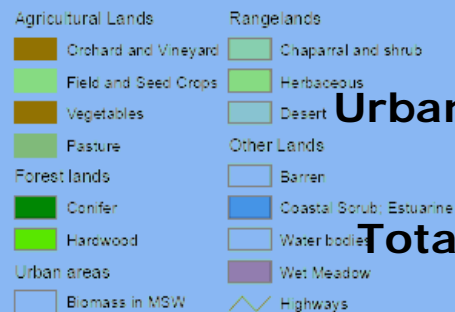 Agricultural Lands
Orchard and Vineyard
Field and Seed Crops
Vegetables
Pasture
Forest lands
Conifer
Hardwood
Urban areas
Biomass in MSW
Rangelands
Chaparral and shrub
Herbaceous
Desert
Other Lands
Barren
Coastal Scrub; Estuarine
Water bodies
Wet Meadow
Highways
Urban
Tota